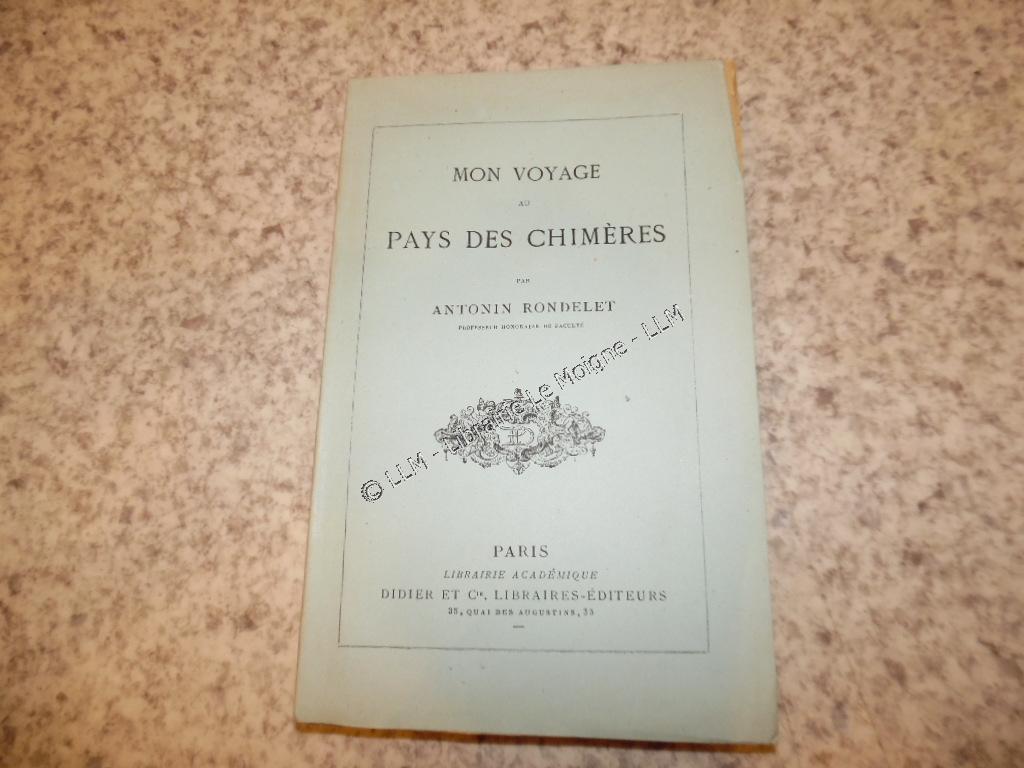 MON VOYAGE
AU
PAYS DES CHIMÈRES
PAR
ANTONIN RONDELET
PROFESSEUR HONORAIRE DE FACULTÉ
© LLM - Librairie Le Moigne - LLM
PARIS
LIBRAIRIE ACADÉMIQUE
DIDIER ET Cie, LIBRAIRES-ÉDITEURS
35, QUAI DES AUGUSTINS, 35